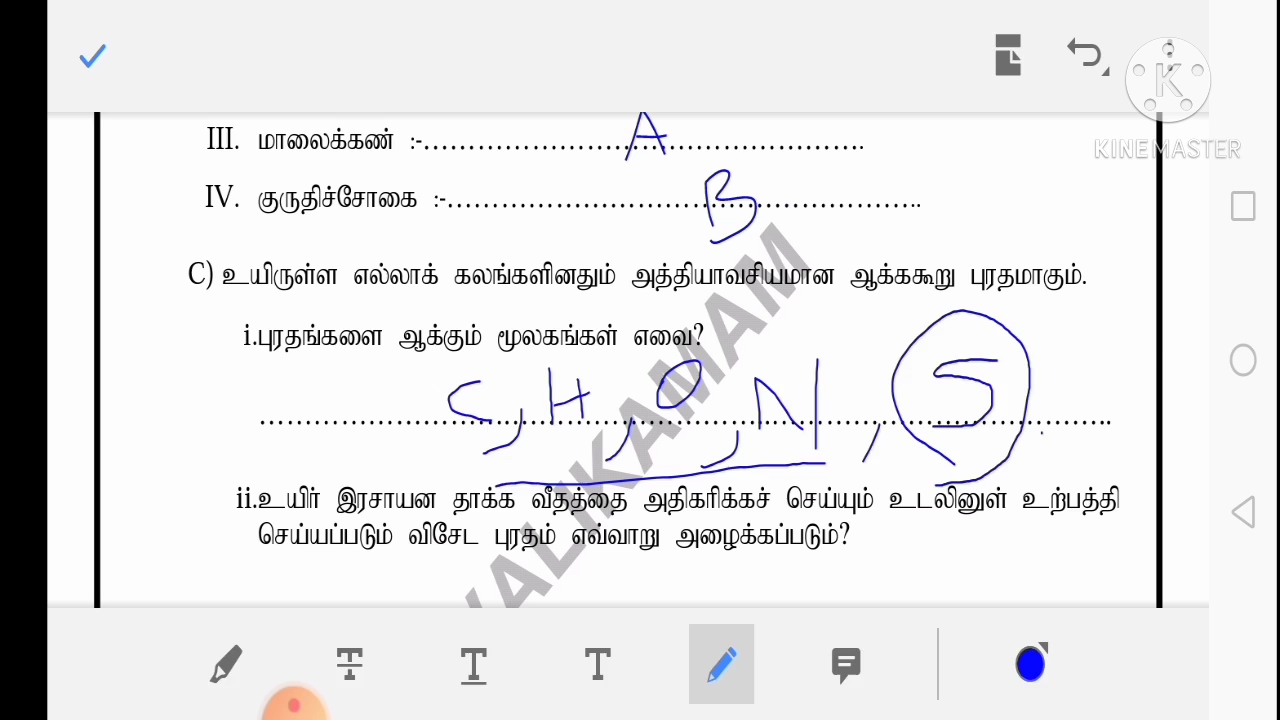 KINEMASTER
III. மாலைக்கண் :-.................................................... A
IV. குருதிச்சோகை :-.................................................... B
C) உயிருள்ள எல்லாக் கலங்களினதும் அத்தியாவசியமான ஆக்ககூறு புரதமாகும்.
i.புரதங்களை ஆக்கும் மூலகங்கள் எவை?
C, H, O, N, S
ii.உயிர் இரசாயன தாக்க வீதத்தை அதிகரிக்கச் செய்யும் உடலினுள் உற்பத்தி
செய்யப்படும் விசேட புரதம் எவ்வாறு அழைக்கப்படும்?